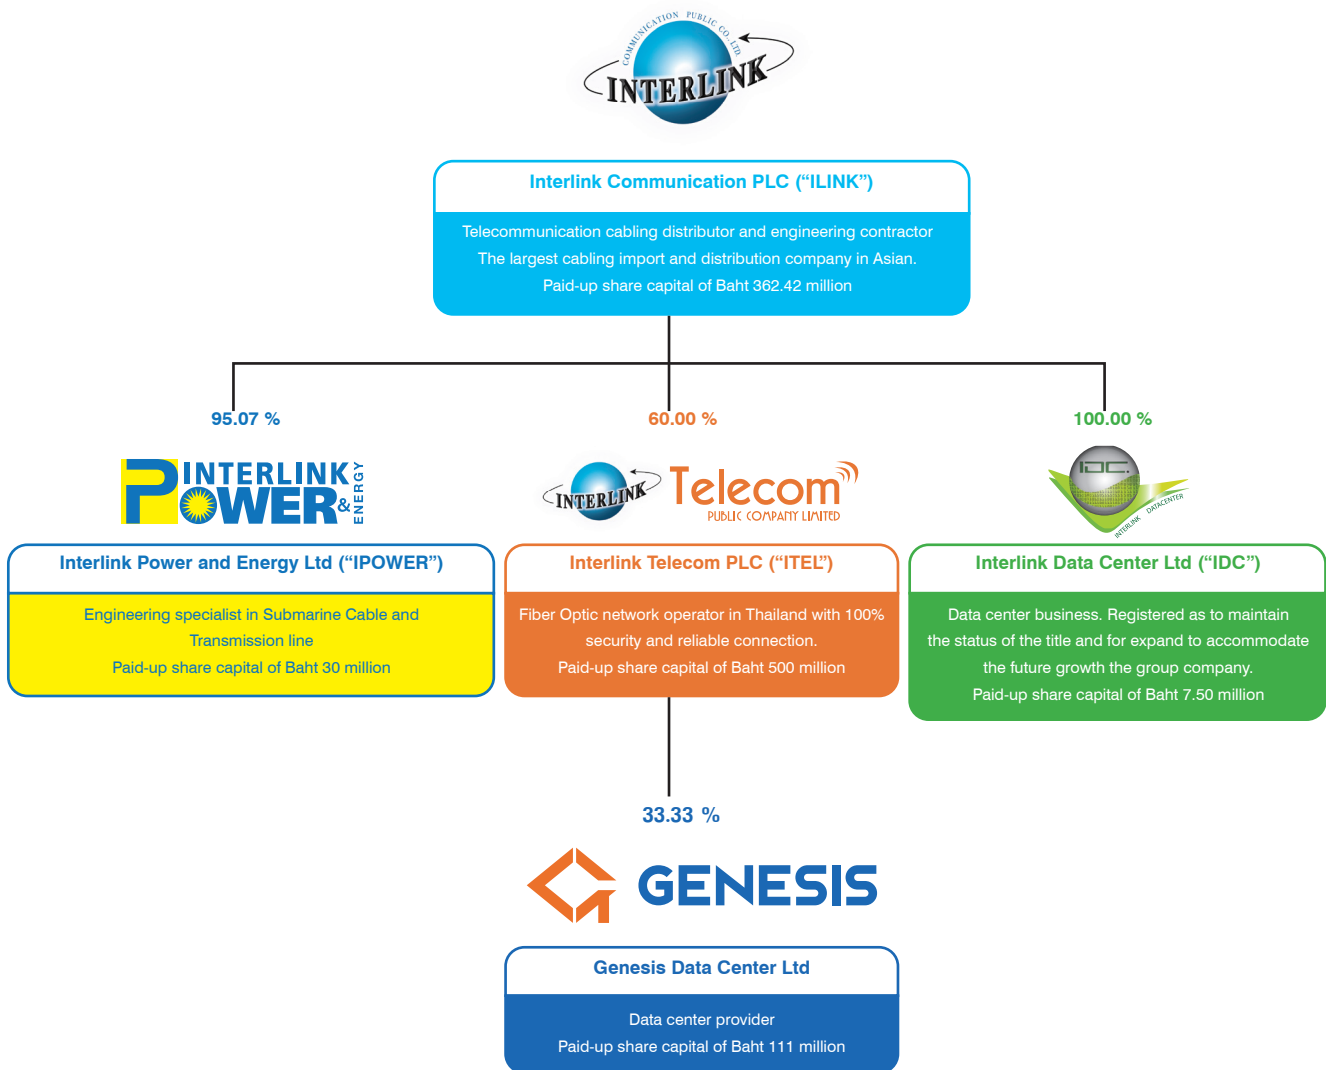 COMMUNICATION PUBLIC CO.,LTD.
INTERLINK
Interlink Communication PLC (“ILINK”)
Telecommunication cabling distributor and engineering contractor
The largest cabling import and distribution company in Asian.
Paid-up share capital of Baht 362.42 million
95.07 %
60.00 %
100.00 %
INTERLINK
POWER & ENERGY
INTERLINK
Telecom
PUBLIC COMPANY LIMITED
IDC.
INTERLINK DATACENTER
Interlink Power and Energy Ltd (“IPOWER”)
Engineering specialist in Submarine Cable and
Transmission line
Paid-up share capital of Baht 30 million
Interlink Telecom PLC (“ITEL”)
Fiber Optic network operator in Thailand with 100%
security and reliable connection.
Paid-up share capital of Baht 500 million
Interlink Data Center Ltd (“IDC”)
Data center business. Registered as to maintain
the status of the title and for expand to accommodate
the future growth the group company.
Paid-up share capital of Baht 7.50 million
33.33 %
GENESIS
Genesis Data Center Ltd
Data center provider
Paid-up share capital of Baht 111 million